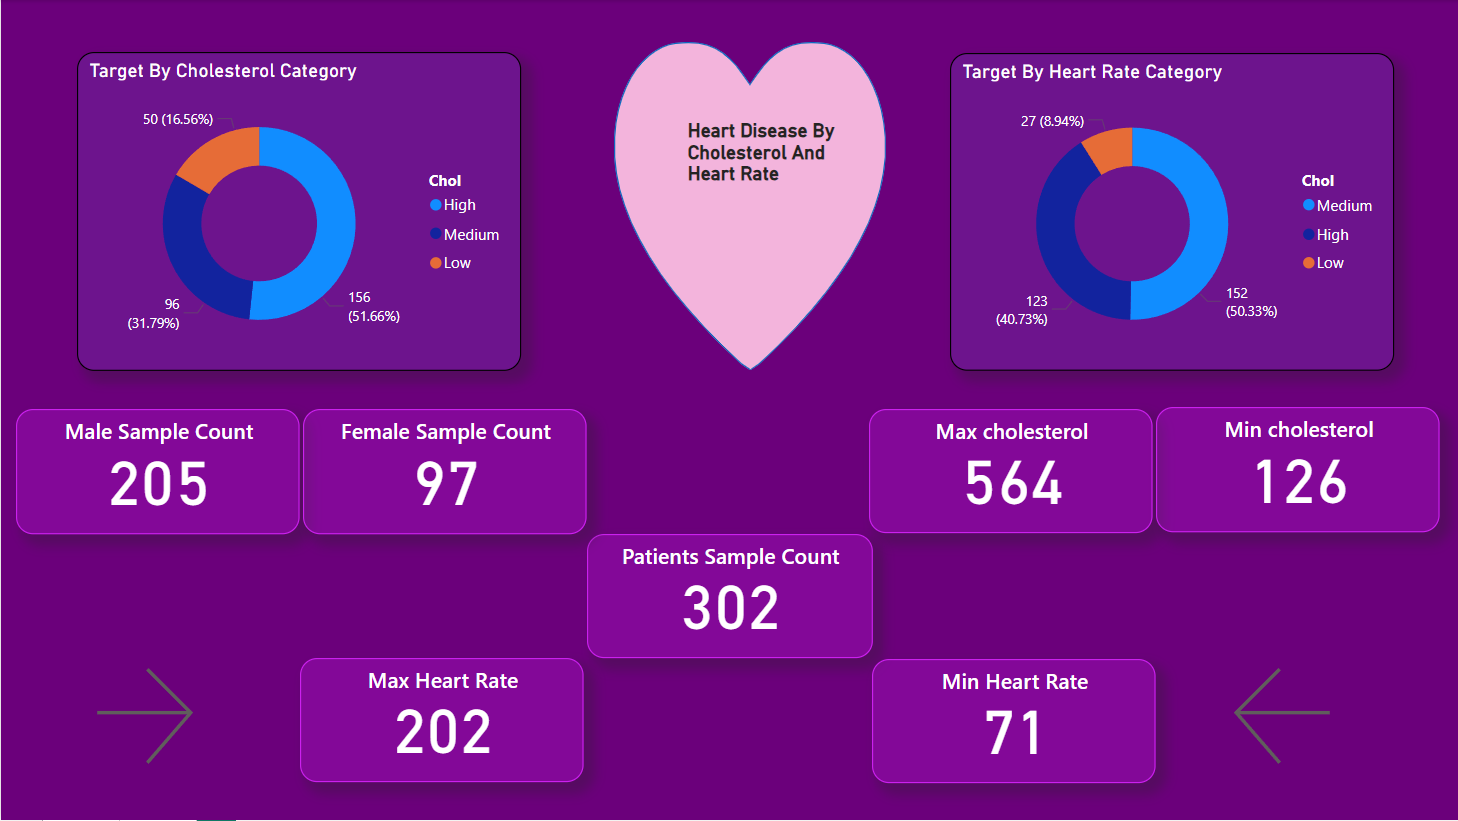 Target By Cholesterol Category
50 (16.56%)
96
(31.79%)
156
(51.66%)
Chol
High
Medium
Low
Heart Disease By
Cholesterol And
Heart Rate
Target By Heart Rate Category
27 (8.94%)
123
(40.73%)
152
(50.33%)
Chol
Medium
High
Low
Male Sample Count
205
Female Sample Count
97
Max cholesterol
564
Min cholesterol
126
Patients Sample Count
302
Max Heart Rate
202
Min Heart Rate
71